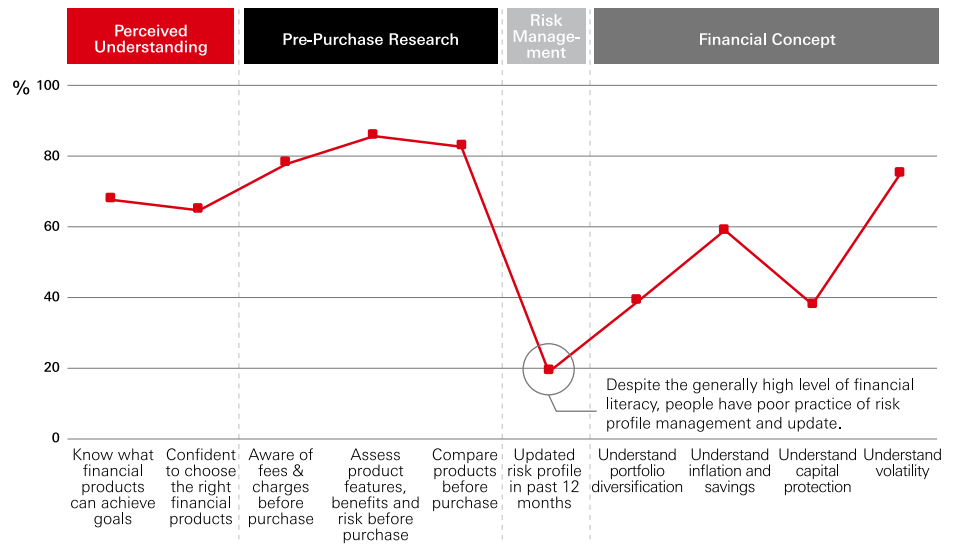 Perceived
Understanding
Pre-Purchase Research
Risk
Manage-
ment
Financial Concept
% 100
80
60
40
20
0
Despite the generally high level of financial
literacy, people have poor practice of risk
profile management and update.
Know what
financial
products
can achieve
goals
Confident
to choose
the right
financial
products
Aware of
fees &
charges
before
purchase
Assess
product
features,
benefits and
risk before
purchase
Compare
products
before
purchase
Updated
risk profile
in past 12
months
Understand
portfolio
diversification
Understand
inflation and
savings
Understand
capital
protection
Understand
volatility